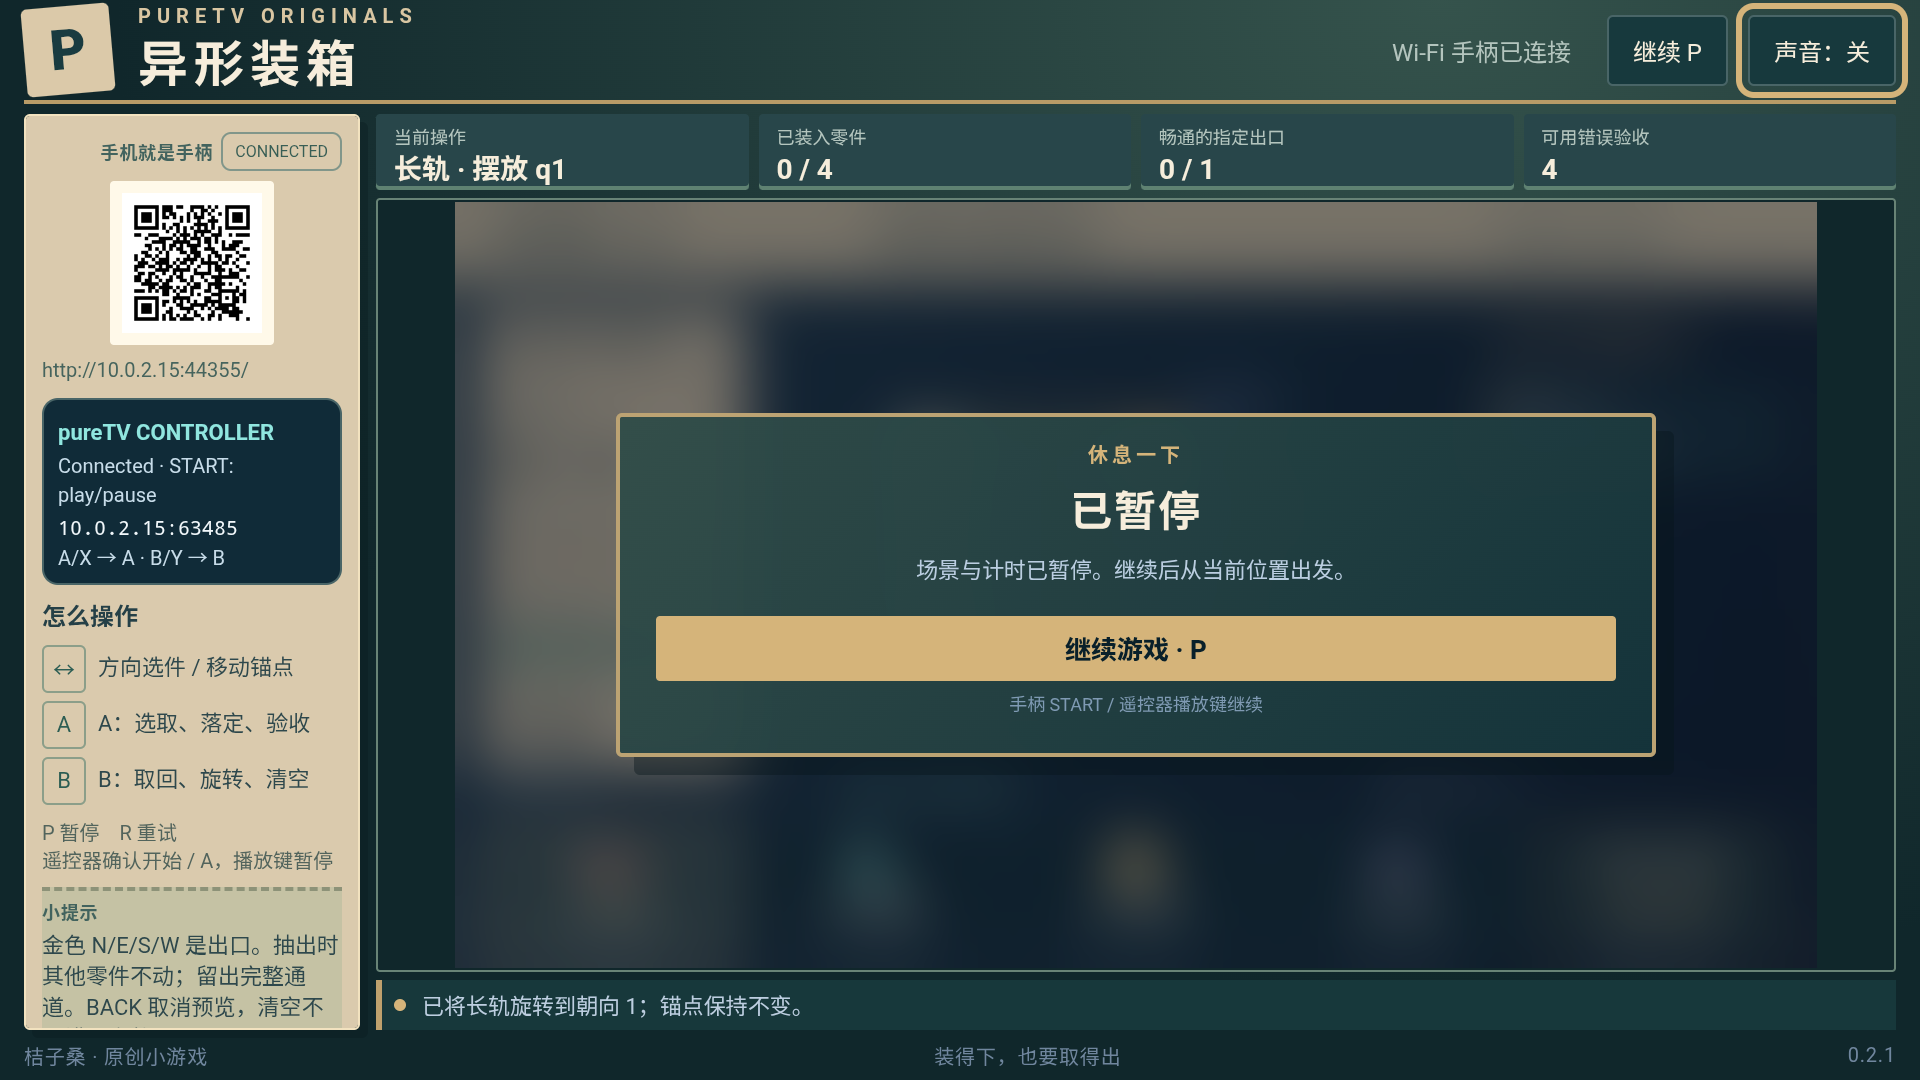 P
PURETV ORIGINALS
异形装箱
Wi-Fi 手柄已连接
继续 P
声音：关
手机就是手柄
CONNECTED
http://10.0.2.15:44355/
pureTV CONTROLLER
Connected · START:
play/pause
10.0.2.15:63485
A/X → A · B/Y → B
怎么操作
↔ 方向选件 / 移动锚点
A A：选取、落定、验收
B B：取回、旋转、清空
P 暂停 R 重试
遥控器确认开始 / A，播放键暂停
小提示
金色 N/E/S/W 是出口。抽出时
其他零件不动；留出完整通
道。BACK 取消预览，清空不
当前操作
长轨 · 摆放 q1
已装入零件
0 / 4
畅通的指定出口
0 / 1
可用错误验收
4
休息一下
已暂停
场景与计时已暂停。继续后从当前位置出发。
继续游戏 · P
手柄 START / 遥控器播放键继续
已将长轨旋转到朝向 1；锚点保持不变。
桔子桑 · 原创小游戏
装得下，也要取得出
0.2.1